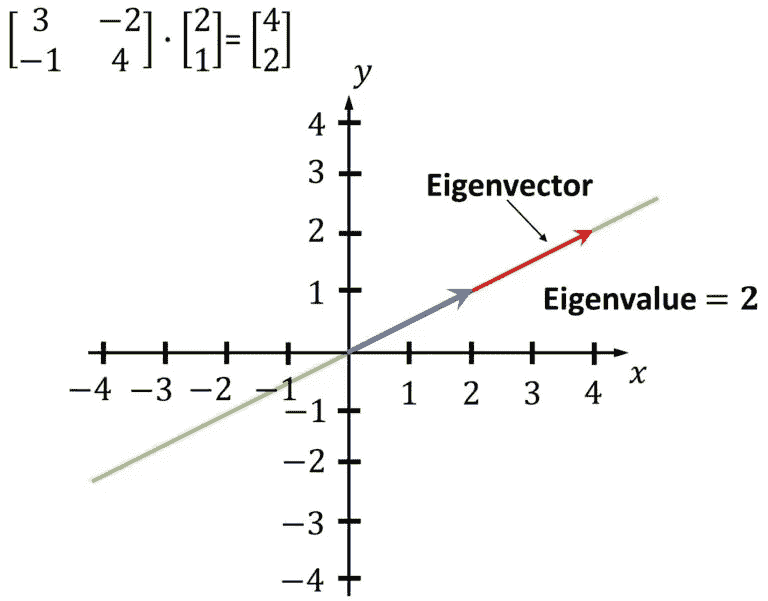 [3 −2
−1 4] · [2
1] = [4
2]
y
4
3
Eigenvector
2
1
Eigenvalue = 2
−4 −3 −2 −1 1 2 3 4 x
−1
−2
−3
−4